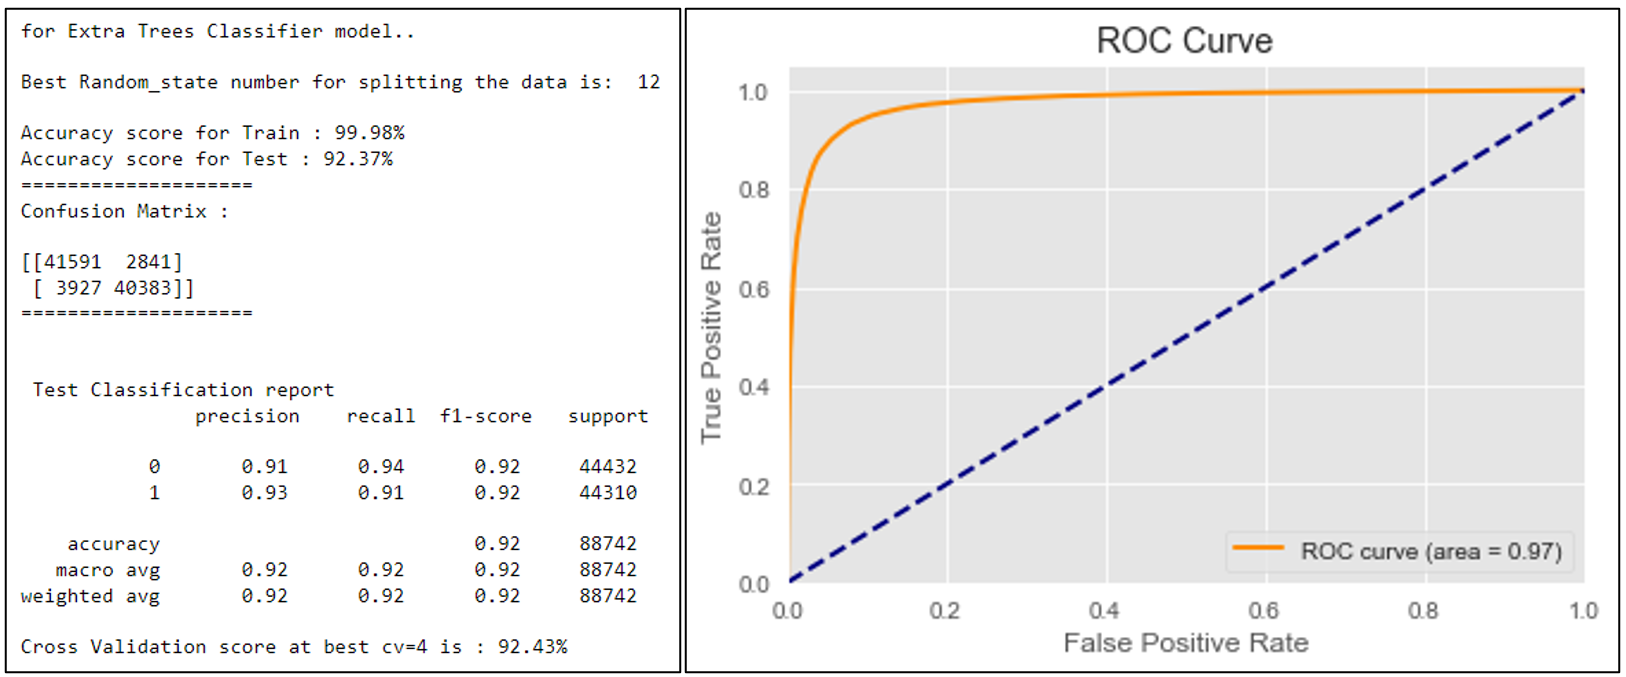 for Extra Trees Classifier model..
Best Random_state number for splitting the data is:  12
Accuracy score for Train : 99.98%
Accuracy score for Test : 92.37%
====================
Confusion Matrix :
[[41591  2841]
 [ 3927 40383]]
====================
Test Classification report
precision    recall  f1-score   support
0       0.91      0.94      0.92     44432
1       0.93      0.91      0.92     44310
accuracy                           0.92     88742
macro avg       0.92      0.92      0.92     88742
weighted avg       0.92      0.92      0.92     88742
Cross Validation score at best cv=4 is : 92.43%
ROC Curve
True Positive Rate
1.0
0.8
0.6
0.4
0.2
0.0
ROC curve (area = 0.97)
0.0 0.2 0.4 0.6 0.8 1.0
False Positive Rate